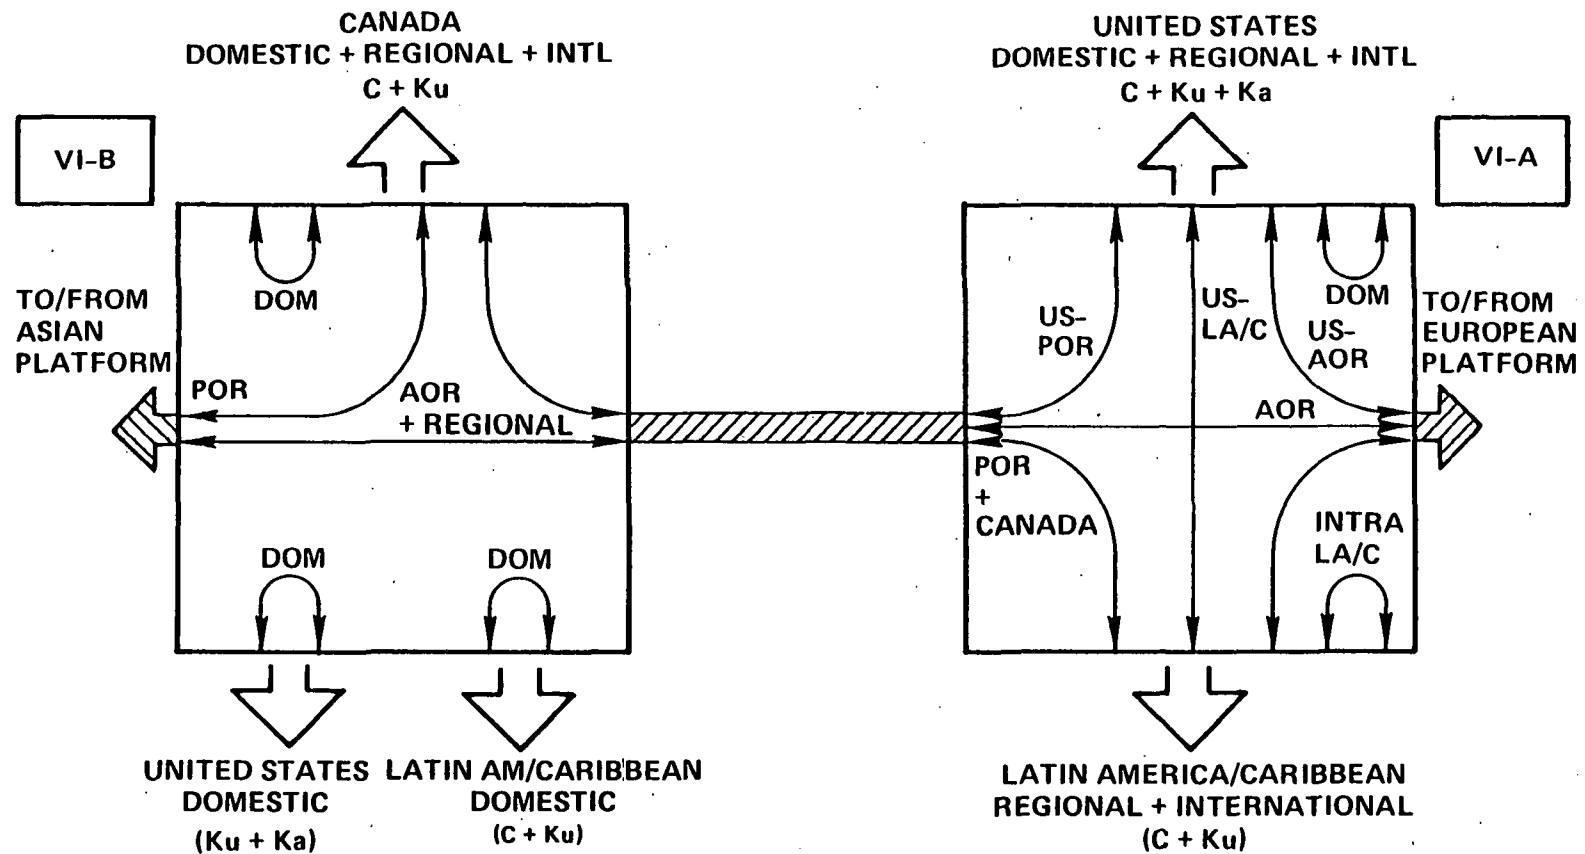 CANADA
DOMESTIC + REGIONAL + INTL
C + Ku
VI-B
DOM
TO/FROM
ASIAN
PLATFORM
POR
AOR
+ REGIONAL
DOM
DOM
UNITED STATES
DOMESTIC
(Ku + Ka)
LATIN AM/CARIBBEAN
DOMESTIC
(C + Ku)
UNITED STATES
DOMESTIC + REGIONAL + INTL
C + Ku + Ka
VI-A
US-
POR
US-
LA/C
DOM
US-
AOR
TO/FROM
EUROPEAN
PLATFORM
AOR
POR
+
CANADA
INTRA
LA/C
LATIN AMERICA/CARIBBEAN
REGIONAL + INTERNATIONAL
(C + Ku)